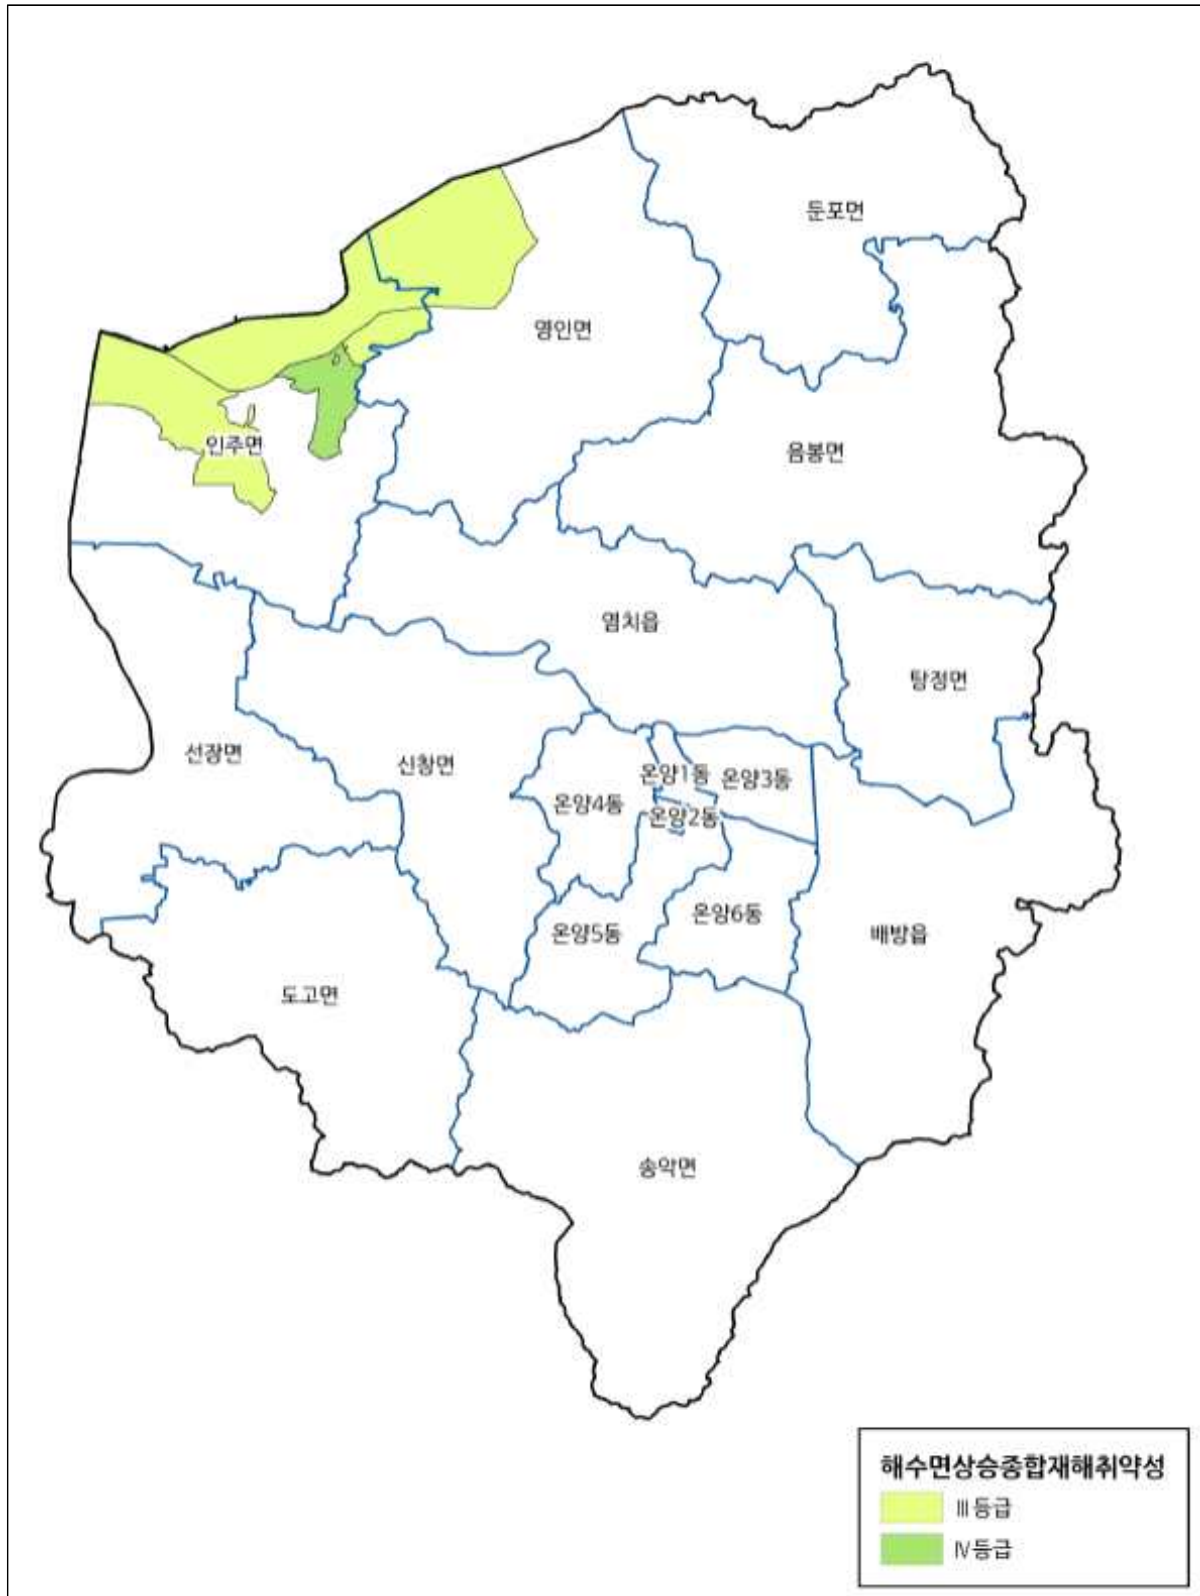 둔포면
영인면
인주면
음봉면
염치읍
탕정면
선장면
신창면
온양1동
온양3동
온양4동
온양2동
온양6동
온양5동
배방읍
도고면
송악면
해수면상승종합재해취약성
Ⅲ등급
Ⅳ등급